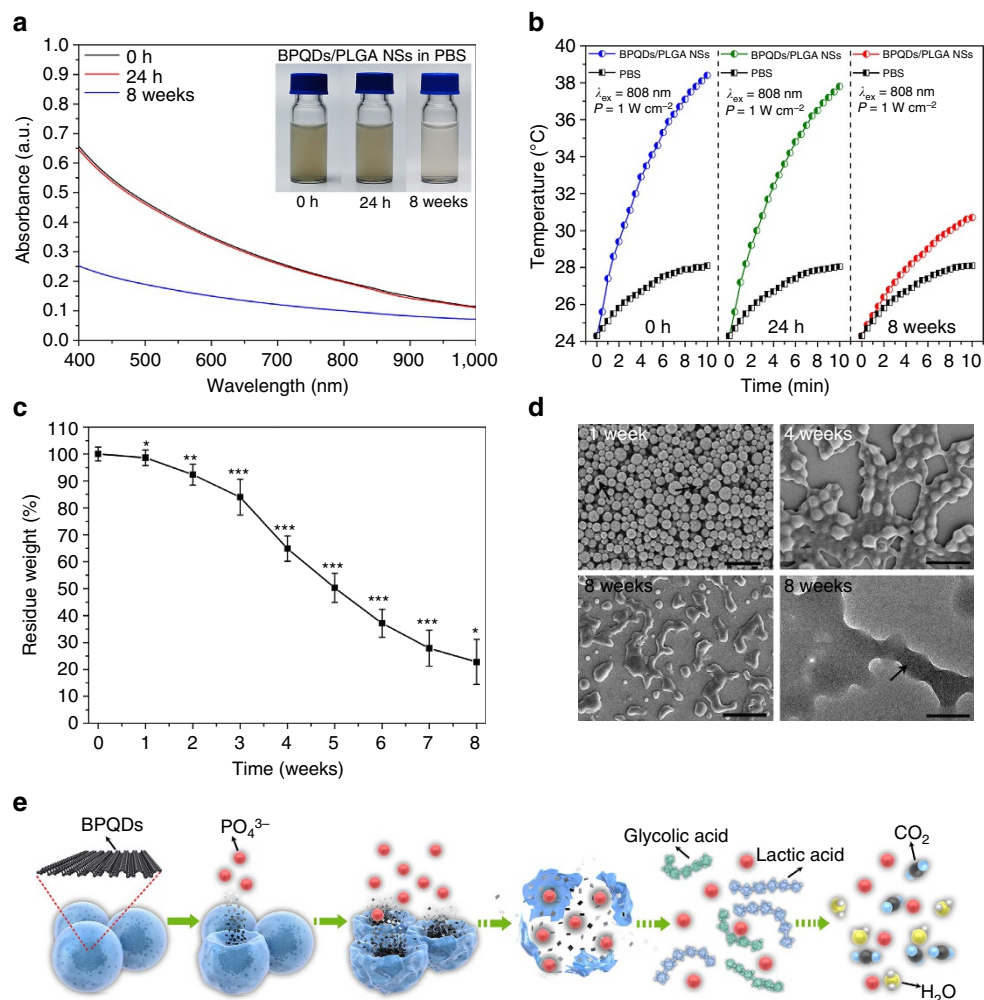 a
1.0
0.9
0.8
0.7
0.6
0.5
0.4
0.3
0.2
0.1
0.0
Absorbance (a.u.)
0 h
24 h
8 weeks
BPQDs/PLGA NSs in PBS
0 h
24 h
8 weeks
400
500
600
700
800
900
1,000
Wavelength (nm)
b
40
38
36
34
32
30
28
26
24
Temperature (°C)
BPQDs/PLGA NSs
PBS
λex = 808 nm
P = 1 W cm⁻²
0 h
BPQDs/PLGA NSs
PBS
λex = 808 nm
P = 1 W cm⁻²
24 h
BPQDs/PLGA NSs
PBS
λex = 808 nm
P = 1 W cm⁻²
8 weeks
0 2 4 6 8 10 0 2 4 6 8 10 0 2 4 6 8 10
Time (min)
c
110
100
90
80
70
60
50
40
30
20
10
0
Residue weight (%)
*
**
***
***
***
***
***
*
0 1 2 3 4 5 6 7 8
Time (weeks)
d
1 week
4 weeks
8 weeks
8 weeks
e
BPQDs
PO₄³⁻
Glycolic acid
Lactic acid
CO₂
H₂O